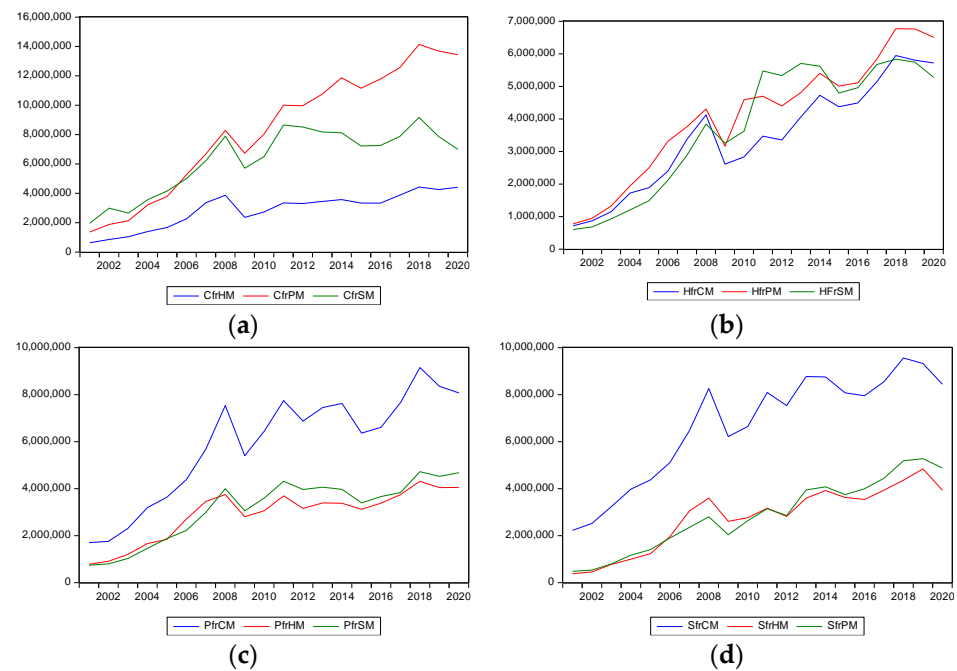 16,000,000
14,000,000
12,000,000
10,000,000
8,000,000
6,000,000
4,000,000
2,000,000
0
2002 2004 2006 2008 2010 2012 2014 2016 2018 2020
CfrHM CfrPM CfrSM
(a)
7,000,000
6,000,000
5,000,000
4,000,000
3,000,000
2,000,000
1,000,000
0
2002 2004 2006 2008 2010 2012 2014 2016 2018 2020
HfrCM HfrPM HFrSM
(b)
10,000,000
8,000,000
6,000,000
4,000,000
2,000,000
0
2002 2004 2006 2008 2010 2012 2014 2016 2018 2020
PfrCM PfrHM PfrSM
(c)
10,000,000
8,000,000
6,000,000
4,000,000
2,000,000
0
2002 2004 2006 2008 2010 2012 2014 2016 2018 2020
SfrCM SfrHM SfrPM
(d)